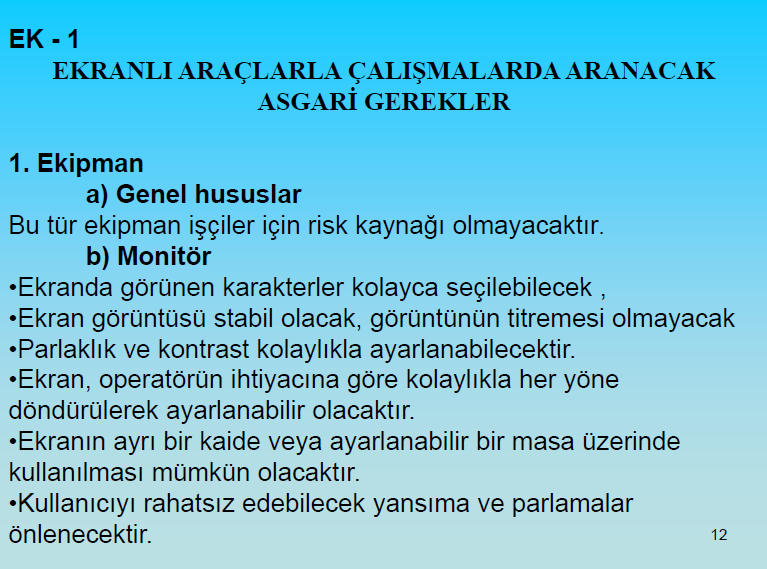 EK - 1
EKRANLI ARAÇLARLA ÇALIŞMALARDA ARANACAK
ASGARİ GEREKLER
1. Ekipman
a) Genel hususlar
Bu tür ekipman işçiler için risk kaynağı olmayacaktır.
b) Monitör
•Ekranda görünen karakterler kolayca seçilebilecek ,
•Ekran görüntüsü stabil olacak, görüntünün titremesi olmayacak
•Parlaklık ve kontrast kolaylıkla ayarlanabilecektir.
•Ekran, operatörün ihtiyacına göre kolaylıkla her yöne
döndürülerek ayarlanabilir olacaktır.
•Ekranın ayrı bir kaide veya ayarlanabilir bir masa üzerinde
kullanılması mümkün olacaktır.
•Kullanıcıyı rahatsız edebilecek yansıma ve parlamalar
önlenecektir.
12